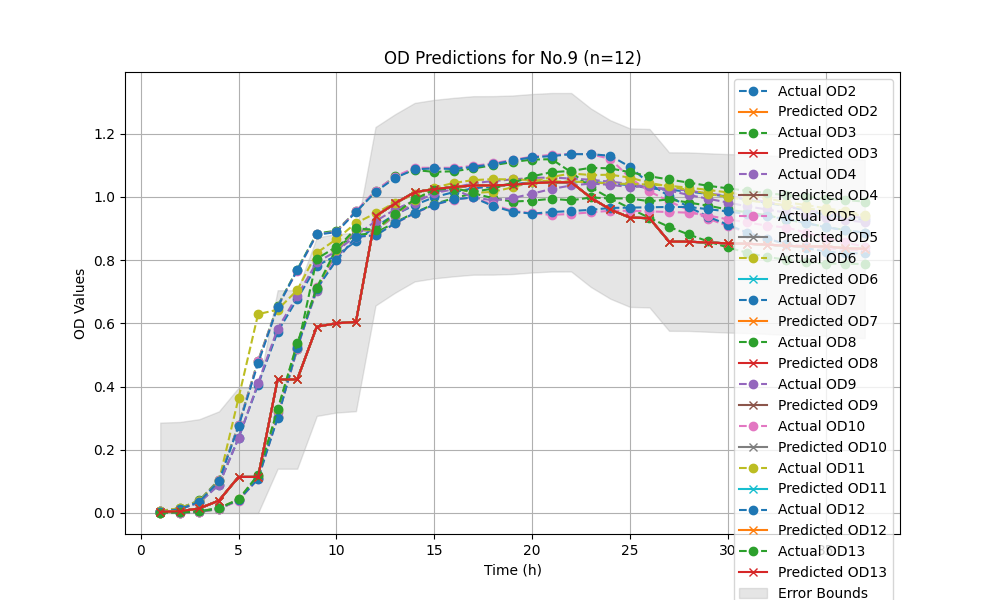 OD Predictions for No.9 (n=12)
OD Values
1.2
1.0
0.8
0.6
0.4
0.2
0.0
0
5
10
15
20
25
30
35
Time (h)
Actual OD2
Predicted OD2
Actual OD3
Predicted OD3
Actual OD4
Predicted OD4
Actual OD5
Predicted OD5
Actual OD6
Predicted OD6
Actual OD7
Predicted OD7
Actual OD8
Predicted OD8
Actual OD9
Predicted OD9
Actual OD10
Predicted OD10
Actual OD11
Predicted OD11
Actual OD12
Predicted OD12
Actual OD13
Predicted OD13
Error Bounds